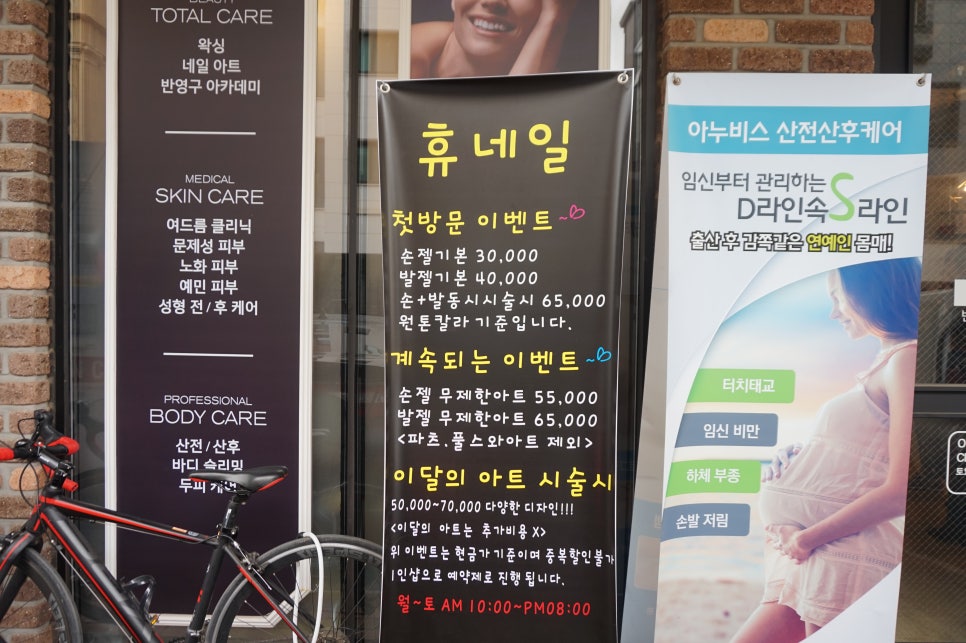 BEAUTY
TOTAL CARE
왁싱
네일 아트
반영구 아카데미
MEDICAL
SKIN CARE
여드름 클리닉
문제성 피부
노화 피부
예민 피부
성형 전 / 후 케어
PROFESSIONAL
BODY CARE
산전 / 산후
바디 슬리밍
두피 케어
휴네일
첫방문 이벤트~
손젤기본 30,000
발젤기본 40,000
손+발동시시술시 65,000
원톤칼라 기준입니다.
계속되는 이벤트~
손젤 무제한아트 55,000
발젤 무제한아트 65,000
<파츠.풀스와아트 제외>
이달의 아트 시술시
50,000~70,000 다양한 디자인!!!
<이달의 아트는 추가비용 X>
위 이벤트는 현금가 기준이며 중복할인불가
1인샵으로 예약제로 진행 됩니다.
월~토 AM 10:00~PM08:00
아누비스 산전산후케어
임신부터 관리하는
D라인속 S라인
출산 후 감쪽같은 연예인 몸매!
터치태교
임신 비만
하체 부종
손발 저림